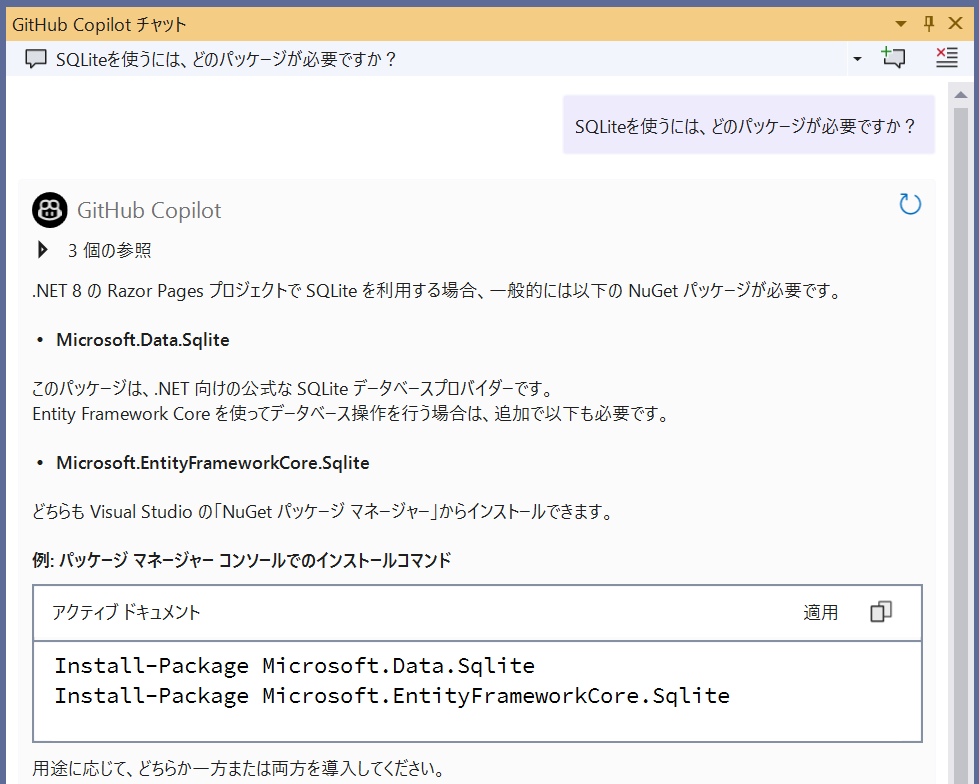 GitHub Copilot チャット
SQLiteを使うには、どのパッケージが必要ですか？
SQLiteを使うには、どのパッケージが必要ですか？
GitHub Copilot
3 個の参照
.NET 8 の Razor Pages プロジェクトで SQLite を利用する場合、一般的には以下の NuGet パッケージが必要です。
• Microsoft.Data.Sqlite
このパッケージは、.NET 向けの公式な SQLite データベースプロバイダーです。
Entity Framework Core を使ってデータベース操作を行う場合は、追加で以下も必要です。
• Microsoft.EntityFrameworkCore.Sqlite
どちらも Visual Studio の「NuGet パッケージ マネージャー」からインストールできます。
例: パッケージ マネージャー コンソールでのインストールコマンド
アクティブ ドキュメント 適用
Install-Package Microsoft.Data.Sqlite
Install-Package Microsoft.EntityFrameworkCore.Sqlite
用途に応じて、どちらか一方または両方を導入してください。